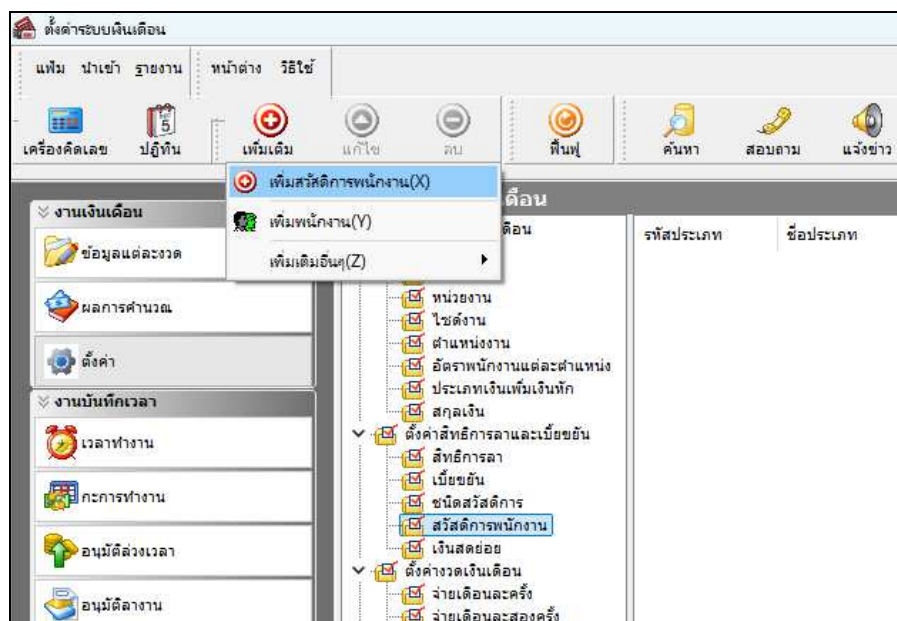 ตั้งค่าระบบเงินเดือน
แฟ้ม นำเข้า รายงาน หน้าต่าง วิธีใช้
เครื่องคิดเลข ปฏิทิน เพิ่มเติม แก้ไข ลบ ฟื้นฟู ค้นหา สอบถาม แจ้งข่าว
เพิ่มสวัสดิการพนักงาน(X)
เพิ่มพนักงาน(Y)
เพิ่มเติมอื่นๆ(Z)
ดือน
ดือน
รหัสประเภท ชื่อประเภท
งานเงินเดือน
ข้อมูลแต่ละงวด
ผลการคำนวณ
ตั้งค่า
งานบันทึกเวลา
เวลาทำงาน
กะการทำงาน
อนุมัติล่วงเวลา
อนุมัติลางาน
หน่วยงาน
ไซด์งาน
ตำแหน่งงาน
อัตราพนักงานแต่ละตำแหน่ง
ประเภทเงินเพิ่มเงินหัก
สกุลเงิน
ตั้งค่าสิทธิการลาและเบี้ยขยัน
สิทธิการลา
เบี้ยขยัน
ชนิดสวัสดิการ
สวัสดิการพนักงาน
เงินสดย่อย
ตั้งค่างวดเงินเดือน
จ่ายเดือนละครั้ง
จ่ายเดือนละสองครั้ง